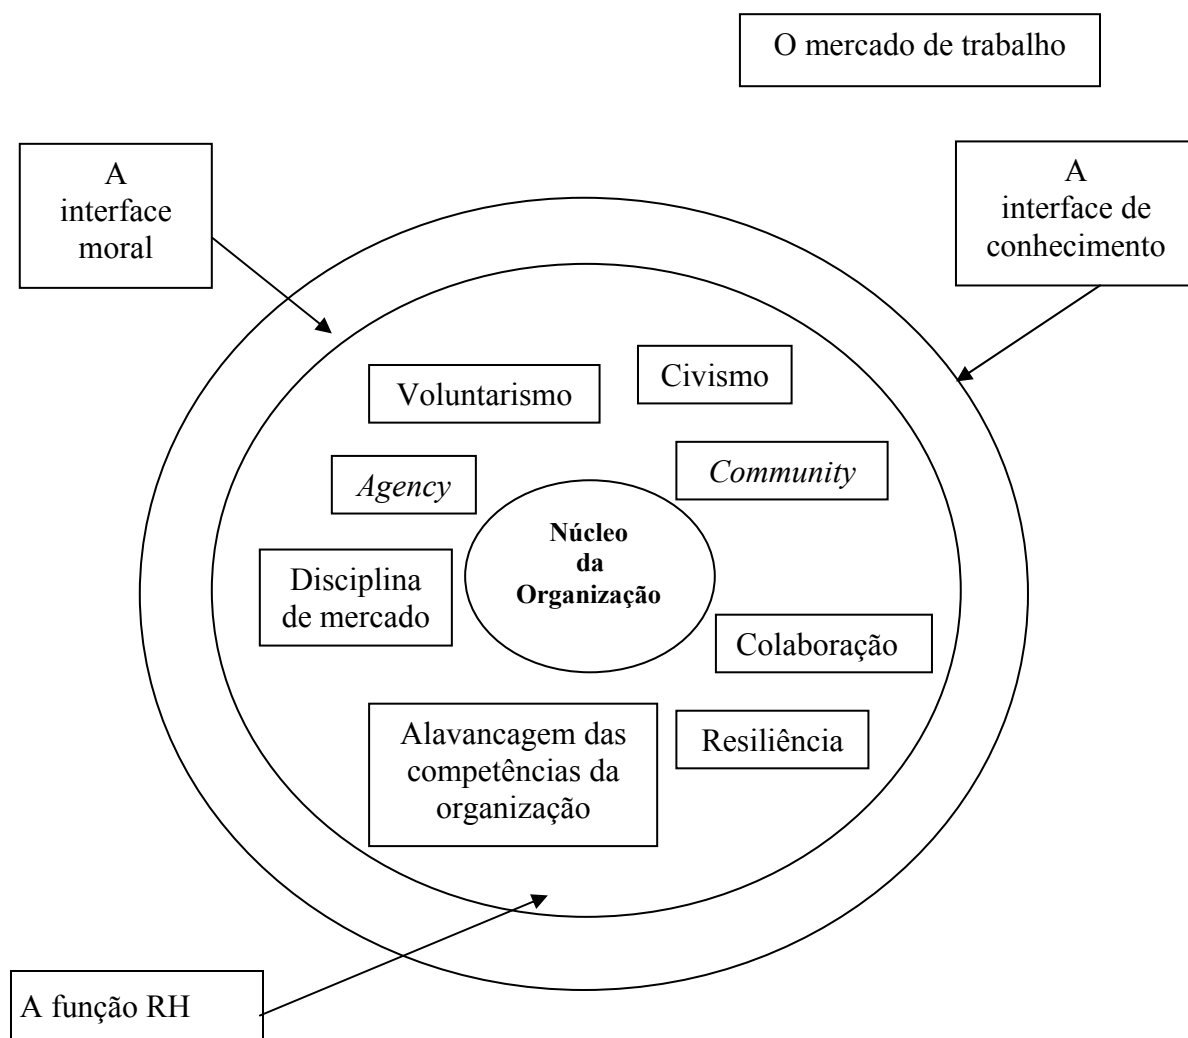 O mercado de trabalho
A
interface
moral
A
interface de
conhecimento
Civismo
Voluntarismo
Community
Agency
Núcleo
da
Organização
Disciplina
de mercado
Colaboração
Alavancagem das
competências da
organização
Resiliência
A função RH